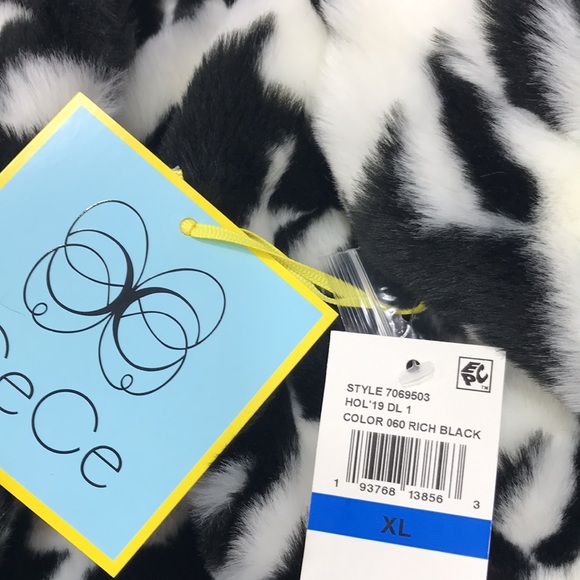 eCe
EPC
STYLE 7069503
HOL'19 DL 1
COLOR 060 RICH BLACK
1 93768 13856 3
XL